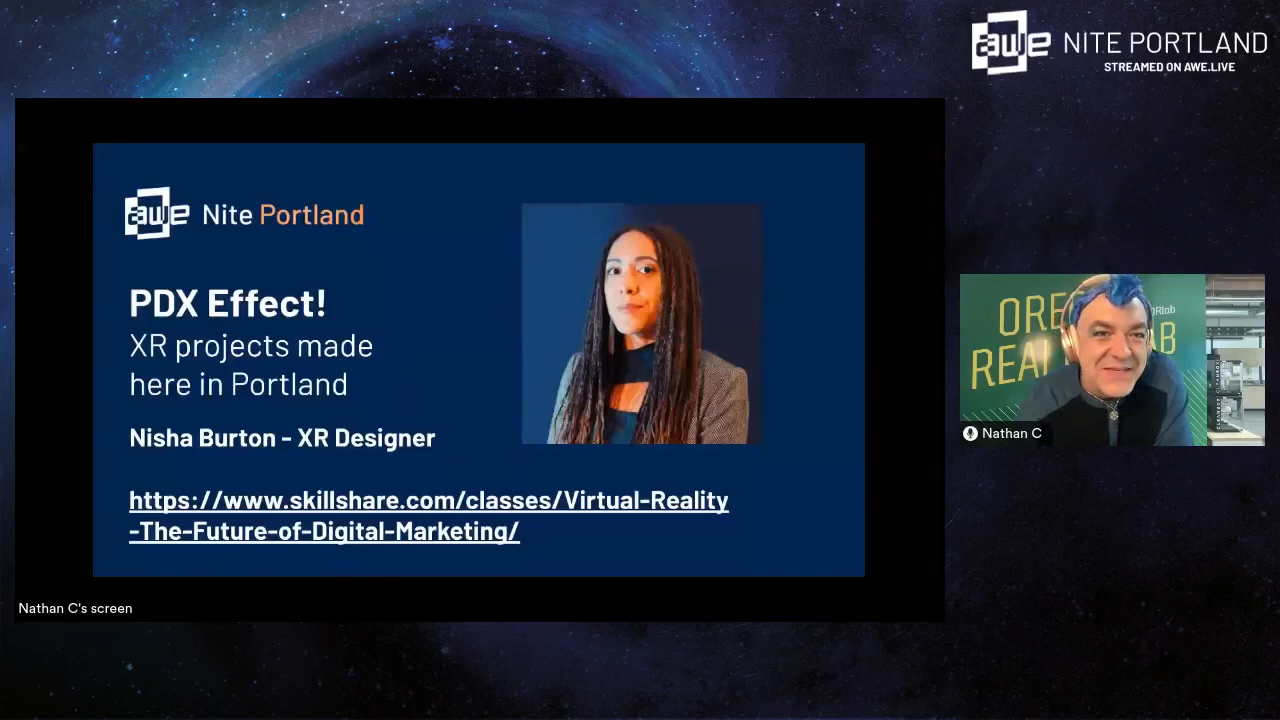 awe NITE PORTLAND
STREAMED ON AWE.LIVE
awe Nite Portland
PDX Effect!
XR projects made
here in Portland
Nisha Burton - XR Designer
https://www.skillshare.com/classes/Virtual-Reality
-The-Future-of-Digital-Marketing/
Nathan C
Nathan C's screen